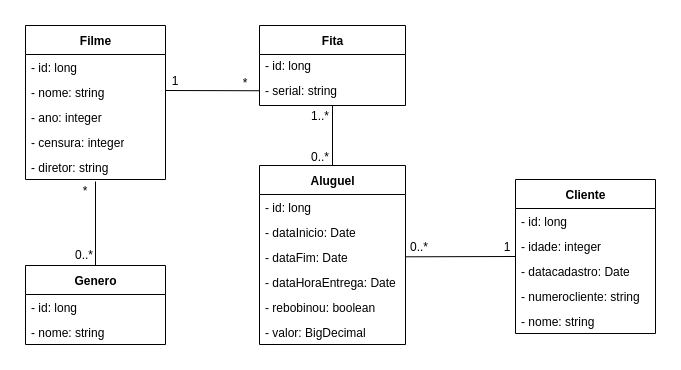 Filme
- id: long
- nome: string
- ano: integer
- censura: integer
- diretor: string
1
*
Fita
- id: long
- serial: string
1..*
0..*
*
0..*
Genero
- id: long
- nome: string
Aluguel
- id: long
- dataInicio: Date
- dataFim: Date
- dataHoraEntrega: Date
- rebobinou: boolean
- valor: BigDecimal
0..*
1
Cliente
- id: long
- idade: integer
- datacadastro: Date
- numerocliente: string
- nome: string